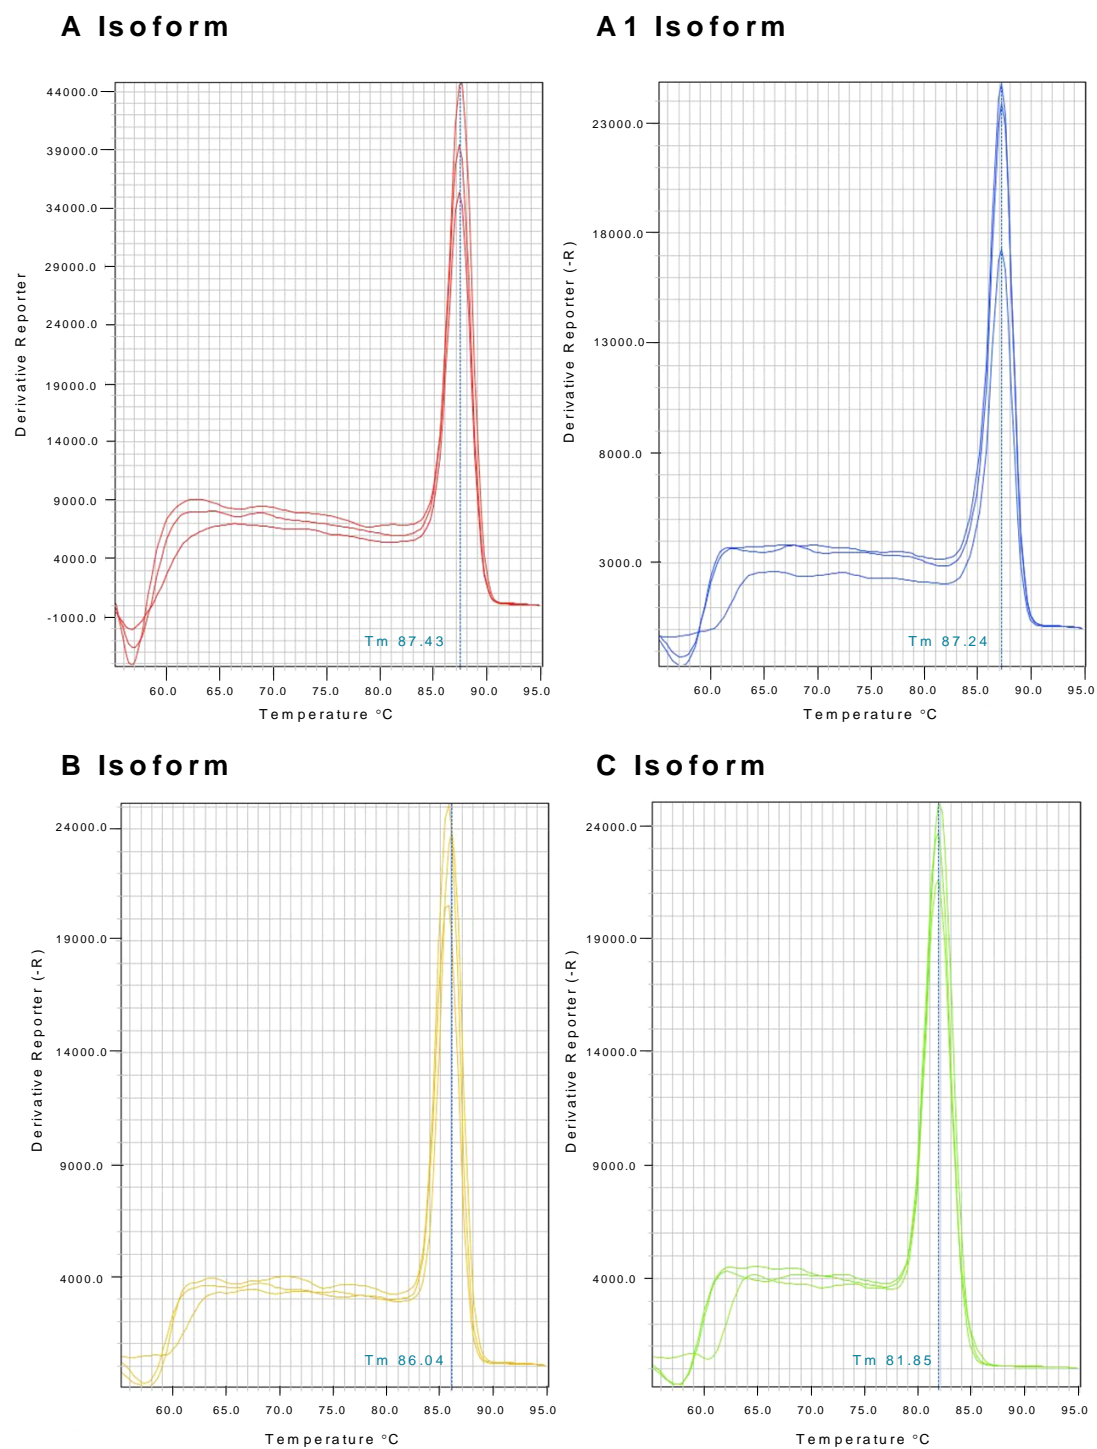 A Isoform
44000.0
39000.0
34000.0
29000.0
24000.0
19000.0
14000.0
9000.0
4000.0
-1000.0
Derivative Reporter
Tm 87.43
60.0 65.0 70.0 75.0 80.0 85.0 90.0 95.0
Temperature °C
A1 Isoform
23000.0
18000.0
13000.0
8000.0
3000.0
Derivative Reporter (-R)
Tm 87.24
60.0 65.0 70.0 75.0 80.0 85.0 90.0 95.0
Temperature °C
B Isoform
24000.0
19000.0
14000.0
9000.0
4000.0
Derivative Reporter (-R)
Tm 86.04
60.0 65.0 70.0 75.0 80.0 85.0 90.0 95.0
Temperature °C
C Isoform
24000.0
19000.0
14000.0
9000.0
4000.0
Derivative Reporter (-R)
Tm 81.85
60.0 65.0 70.0 75.0 80.0 85.0 90.0 95.0
Temperature °C